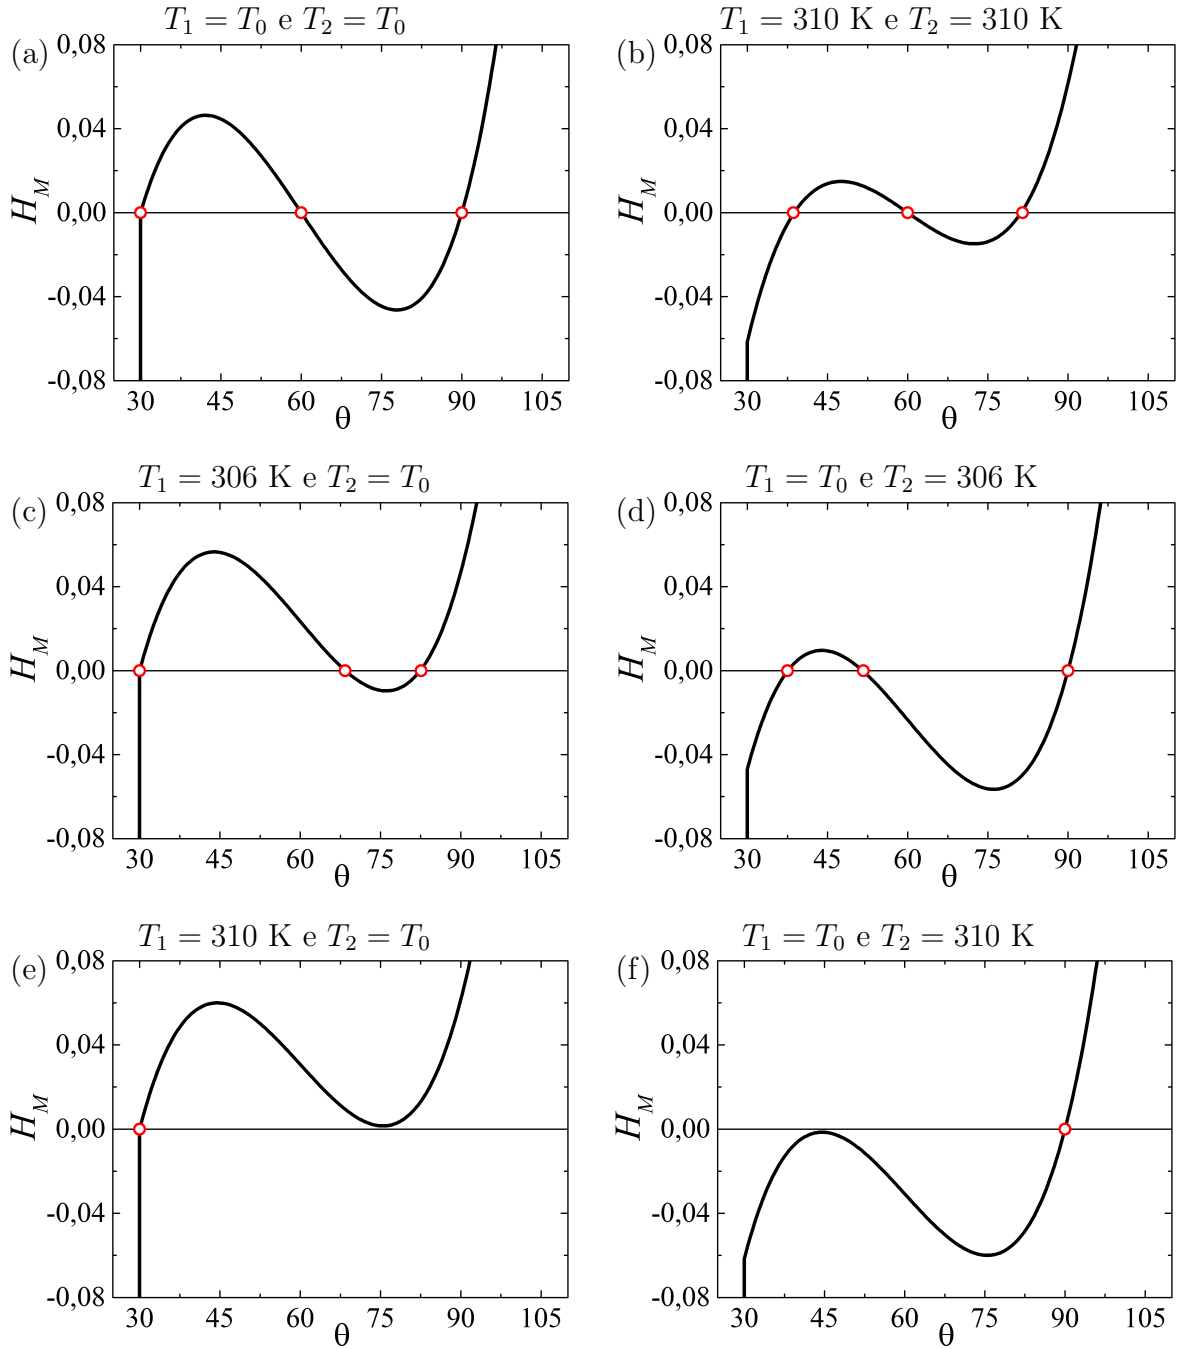 T₁ = T₀ e T₂ = T₀
(a)
0,08
0,04
0,00
-0,04
-0,08
H_M
30 45 60 75 90 105
θ
T₁ = 310 K e T₂ = 310 K
(b)
0,08
0,04
0,00
-0,04
-0,08
H_M
30 45 60 75 90 105
θ
T₁ = 306 K e T₂ = T₀
(c)
0,08
0,04
0,00
-0,04
-0,08
H_M
30 45 60 75 90 105
θ
T₁ = T₀ e T₂ = 306 K
(d)
0,08
0,04
0,00
-0,04
-0,08
H_M
30 45 60 75 90 105
θ
T₁ = 310 K e T₂ = T₀
(e)
0,08
0,04
0,00
-0,04
-0,08
H_M
30 45 60 75 90 105
θ
T₁ = T₀ e T₂ = 310 K
(f)
0,08
0,04
0,00
-0,04
-0,08
H_M
30 45 60 75 90 105
θ